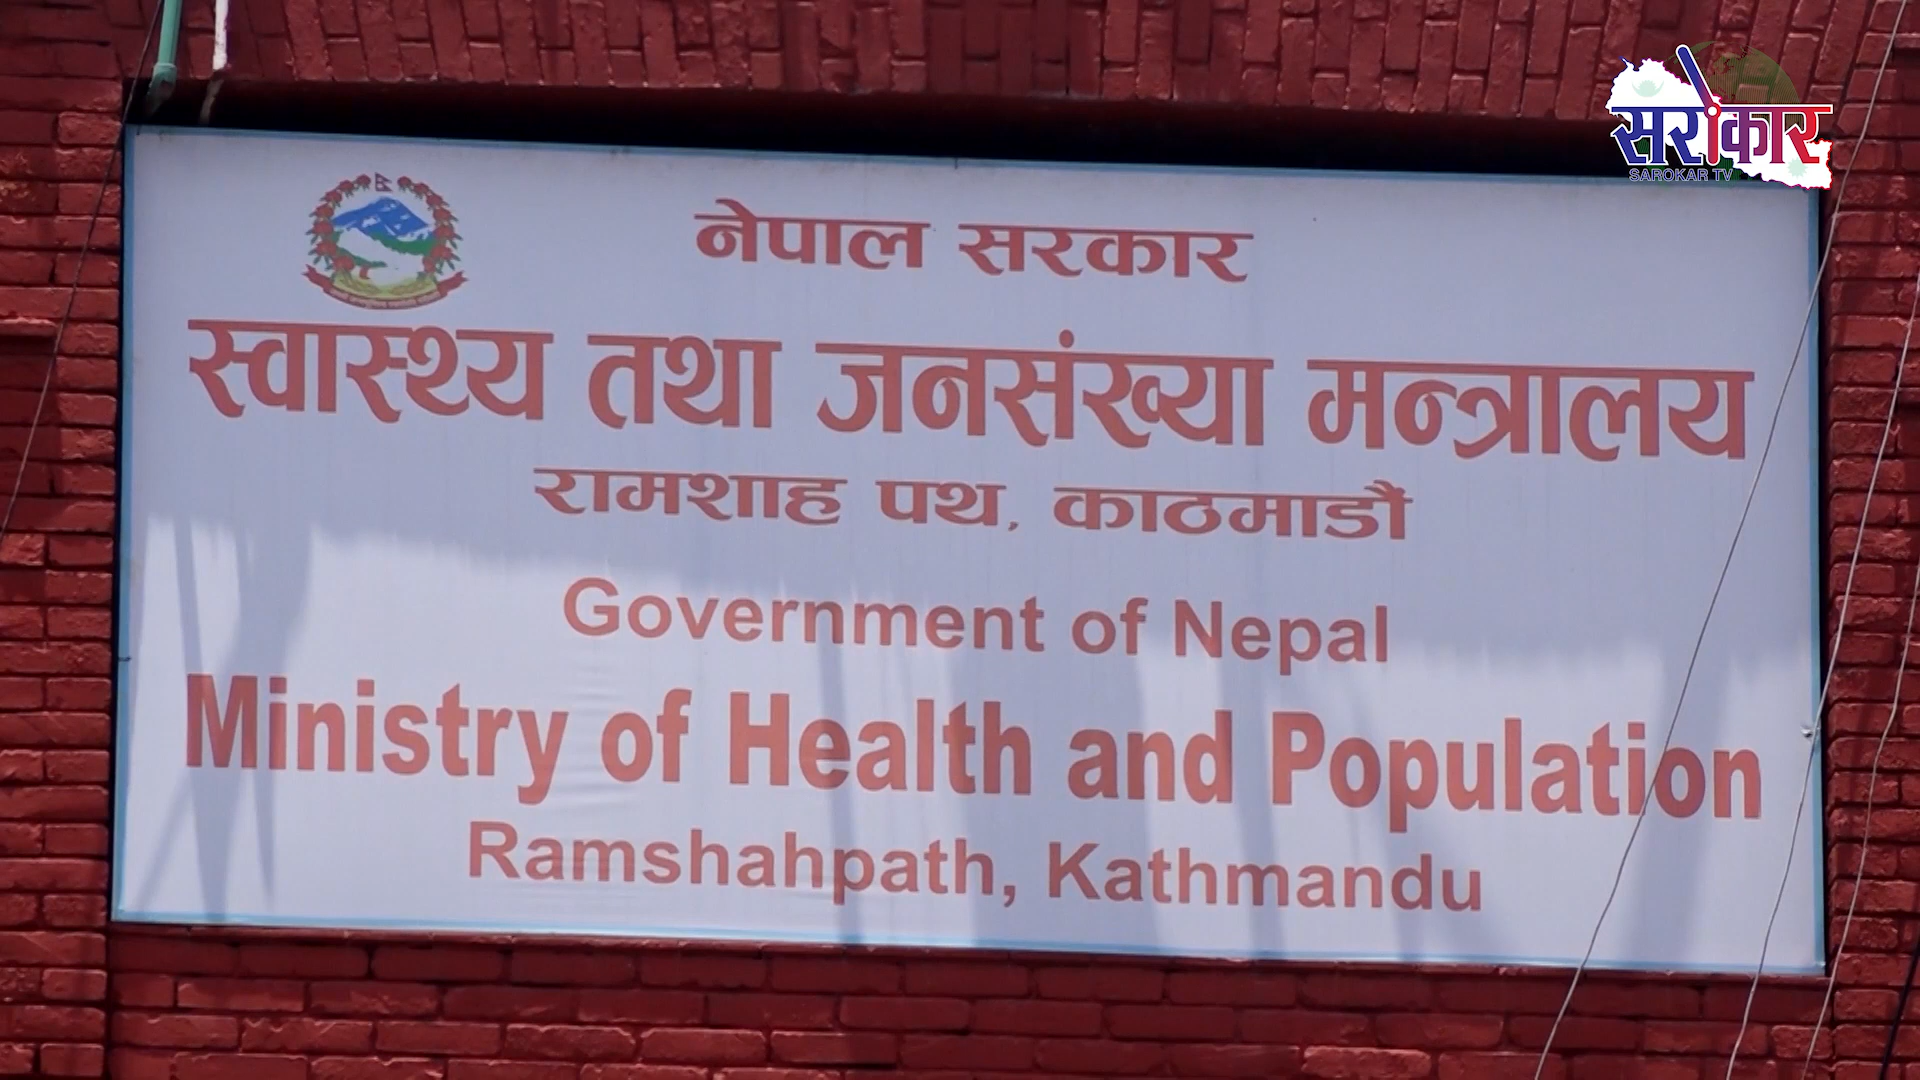 नेपाल सरकार
स्वास्थ्य तथा जनसंख्या मन्त्रालय
रामशाह पथ, काठमाडौं
Government of Nepal
Ministry of Health and Population
Ramshahpath, Kathmandu
सरोकार
SAROKAR TV